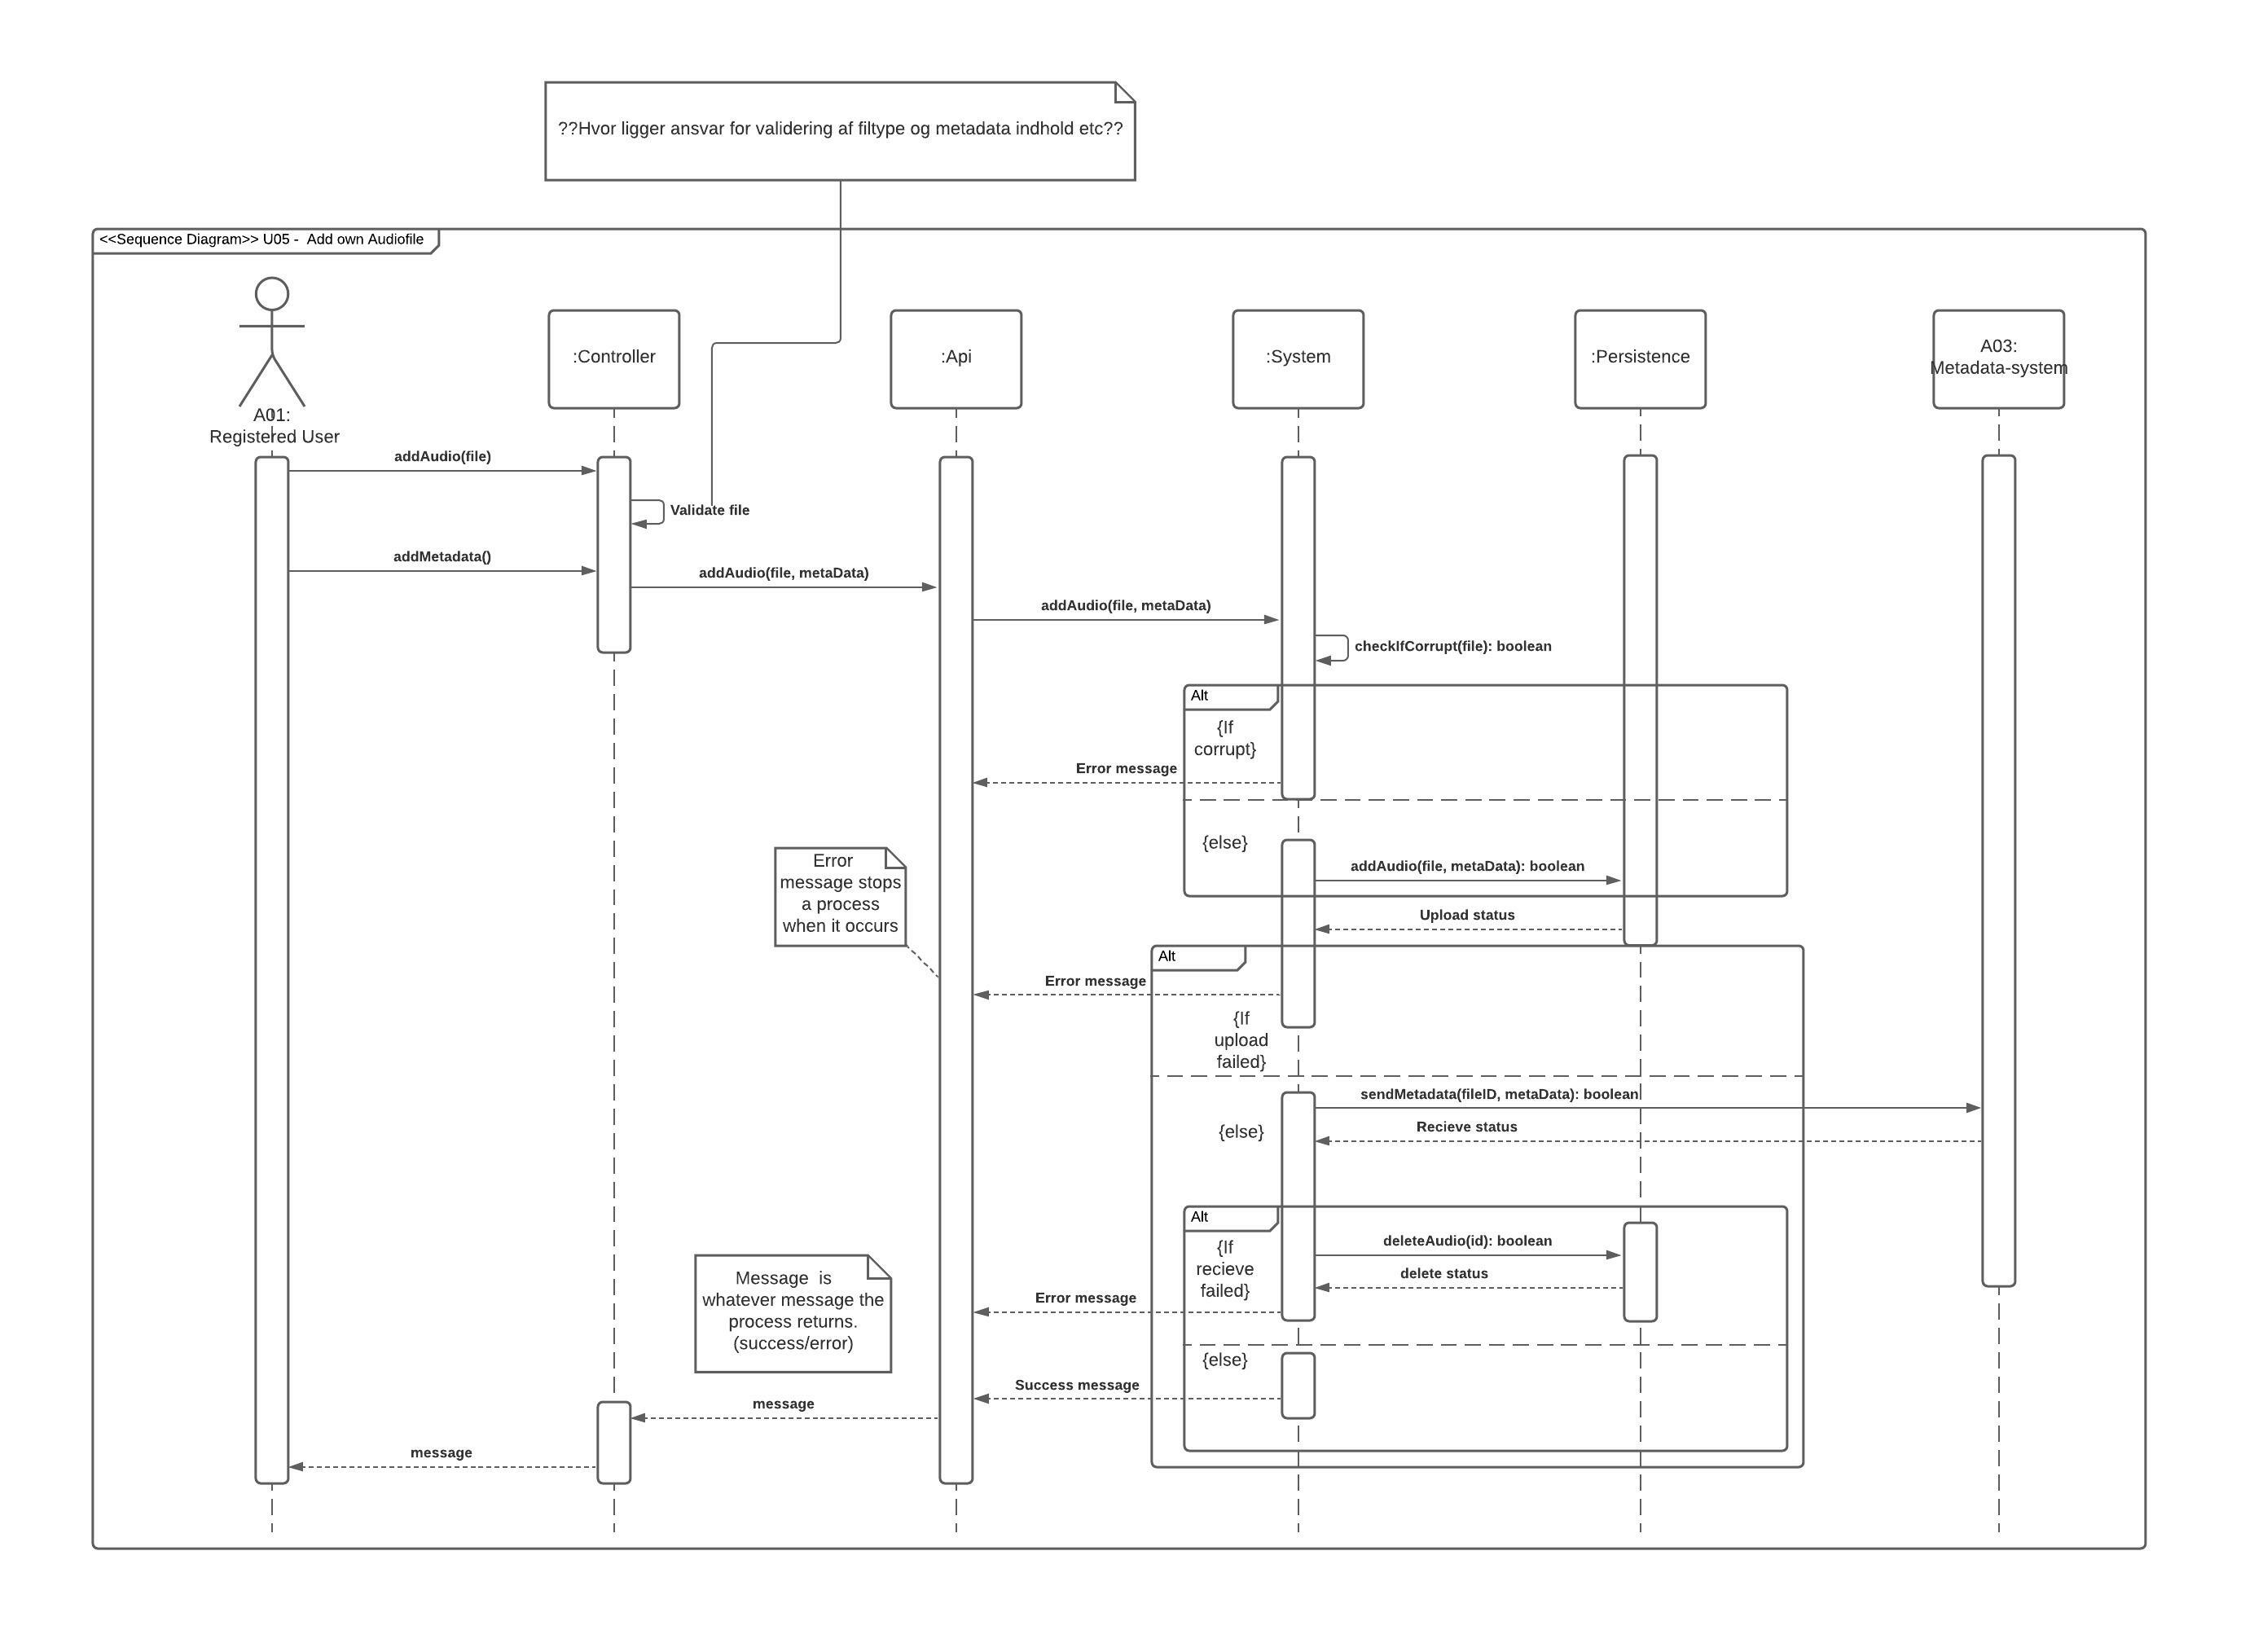 ??Hvor ligger ansvar for validering af filtype og metadata indhold etc??
<<Sequence Diagram>> U05 -  Add own Audiofile
A01:
Registered User
:Controller
:Api
:System
:Persistence
A03:
Metadata-system
addAudio(file)
Validate file
addMetadata()
addAudio(file, metaData)
addAudio(file, metaData)
checkIfCorrupt(file): boolean
Alt
{If
corrupt}
Error message
{else}
addAudio(file, metaData): boolean
Error
message stops
a process
when it occurs
Upload status
Alt
Error message
{If
upload
failed}
sendMetadata(fileID, metaData): boolean
Recieve status
{else}
Alt
{If
recieve
failed}
deleteAudio(id): boolean
delete status
Error message
Message  is
whatever message the
process returns.
(success/error)
{else}
Success message
message
message